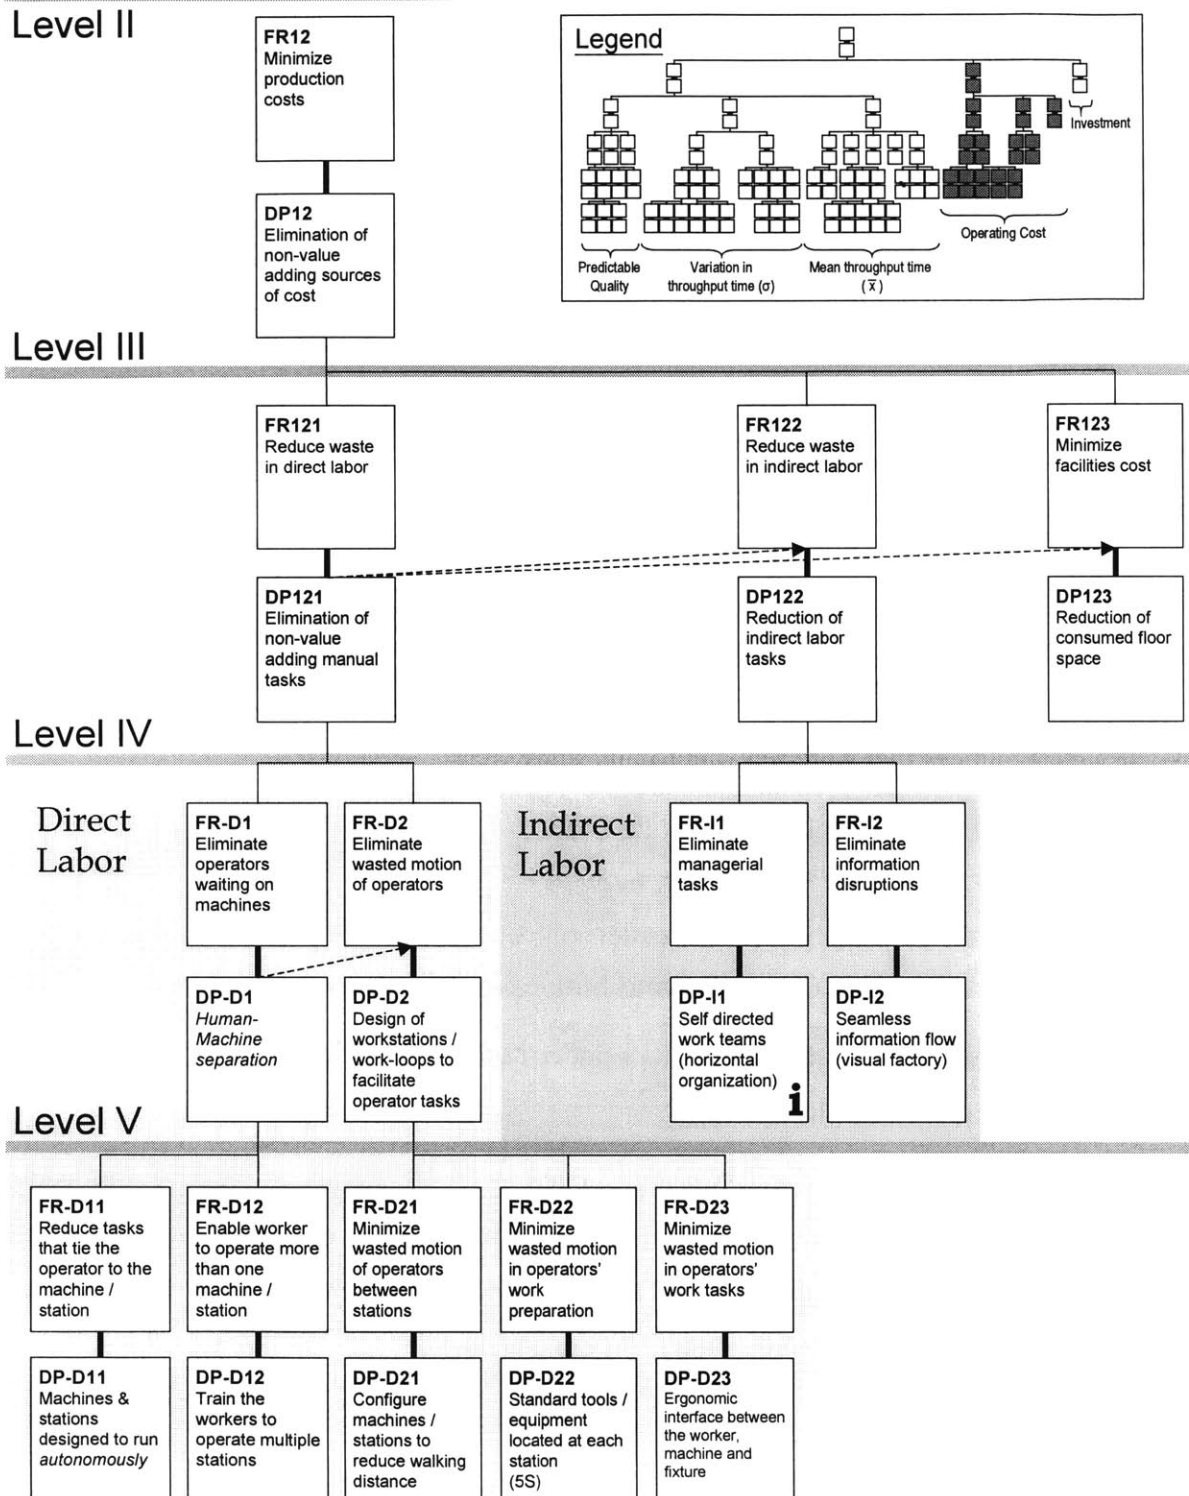 Level II
FR12
Minimize
production
costs
DP12
Elimination of
non-value
adding sources
of cost
Legend
Investment
Operating Cost
Predictable
Quality
Variation in
throughput time (σ)
Mean throughput time
( x̅ )
Level III
FR121
Reduce waste
in direct labor
FR122
Reduce waste
in indirect labor
FR123
Minimize
facilities cost
DP121
Elimination of
non-value
adding manual
tasks
DP122
Reduction of
indirect labor
tasks
DP123
Reduction of
consumed floor
space
Level IV
Direct
Labor
FR-D1
Eliminate
operators
waiting on
machines
FR-D2
Eliminate
wasted motion
of operators
Indirect
Labor
FR-I1
Eliminate
managerial
tasks
FR-I2
Eliminate
information
disruptions
DP-D1
Human-
Machine
separation
DP-D2
Design of
workstations /
work-loops to
facilitate
operator tasks
DP-I1
Self directed
work teams
(horizontal
organization)
i
DP-I2
Seamless
information flow
(visual factory)
Level V
FR-D11
Reduce tasks
that tie the
operator to the
machine /
station
FR-D12
Enable worker
to operate more
than one
machine /
station
FR-D21
Minimize
wasted motion
of operators
between
stations
FR-D22
Minimize
wasted motion
in operators'
work
preparation
FR-D23
Minimize
wasted motion
in operators'
work tasks
DP-D11
Machines &
stations
designed to run
autonomously
DP-D12
Train the
workers to
operate multiple
stations
DP-D21
Configure
machines /
stations to
reduce walking
distance
DP-D22
Standard tools /
equipment
located at each
station
(5S)
DP-D23
Ergonomic
interface between
the worker,
machine and
fixture